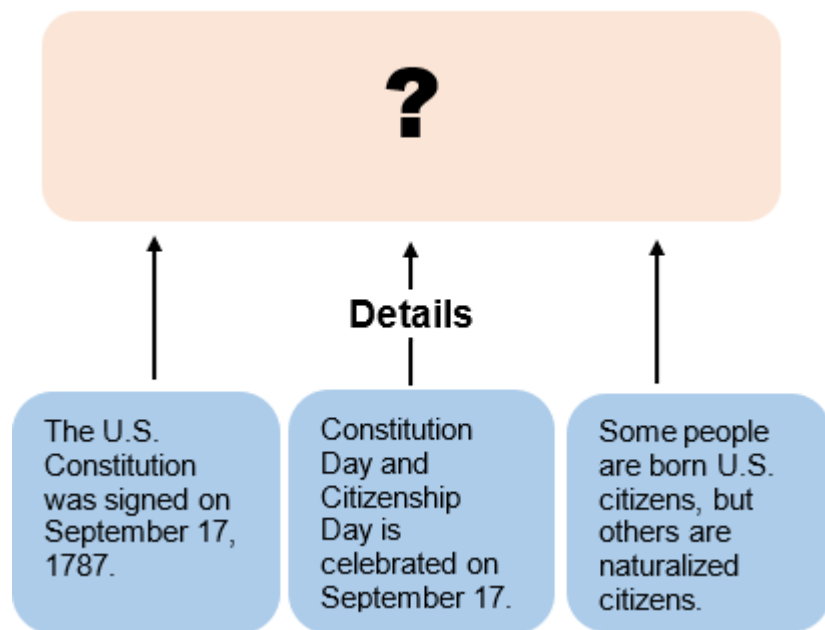 ?
Details
The U.S.
Constitution
was signed on
September 17,
1787.
Constitution
Day and
Citizenship
Day is
celebrated on
September 17.
Some people
are born U.S.
citizens, but
others are
naturalized
citizens.